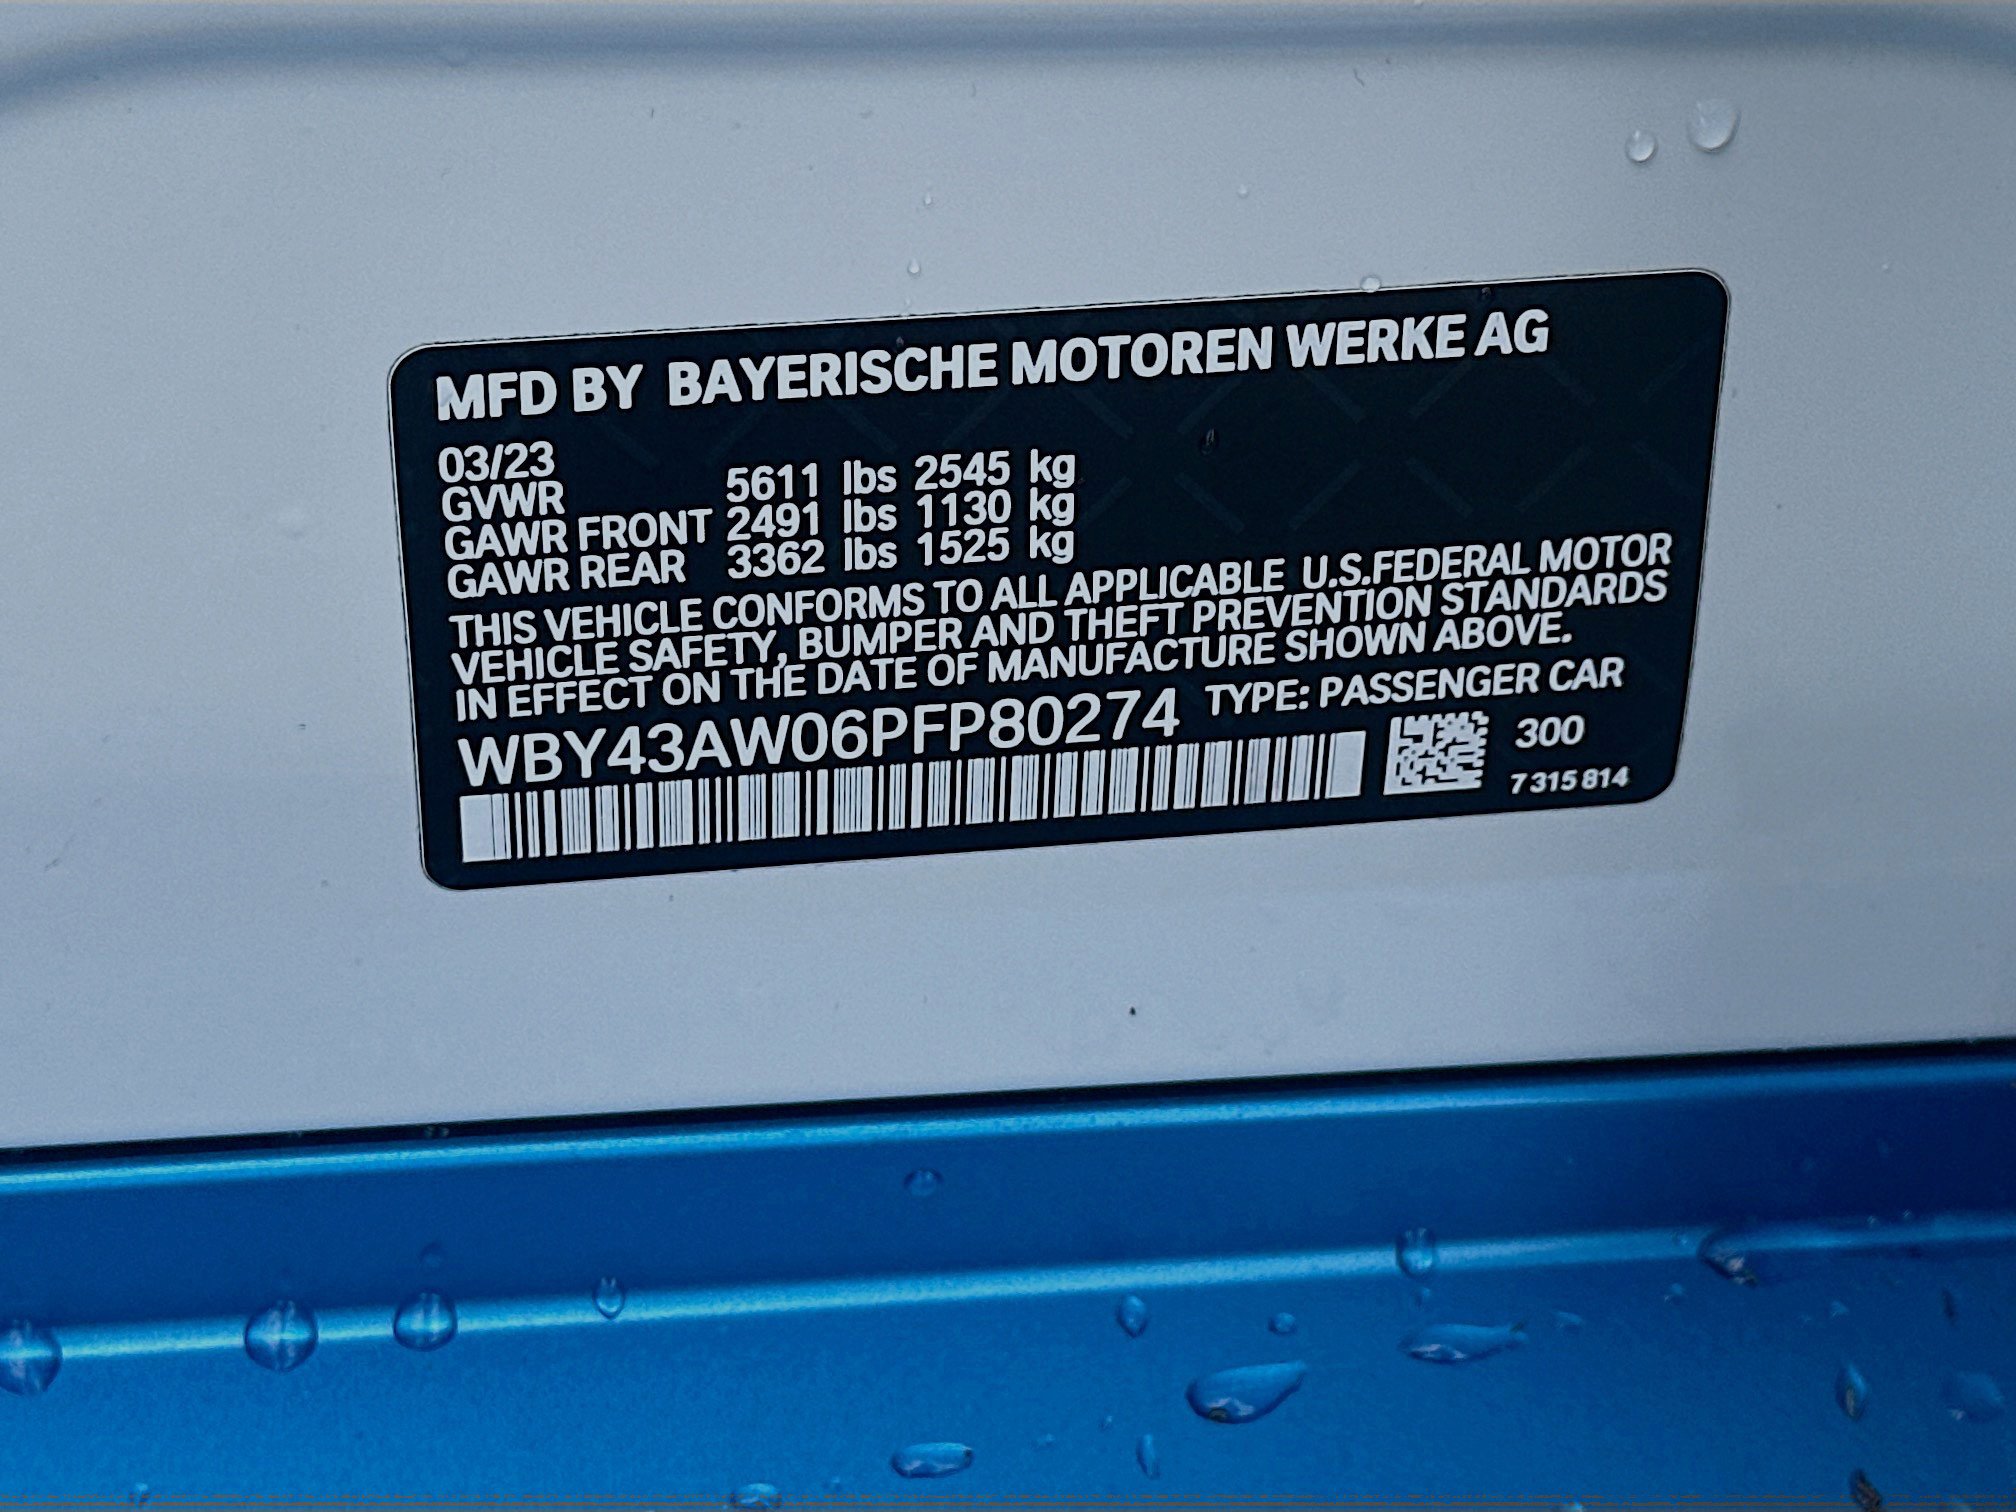 MFD BY BAYERISCHE MOTOREN WERKE AG
03/23
GVWR 5611 lbs 2545 kg
GAWR FRONT 2491 lbs 1130 kg
GAWR REAR 3362 lbs 1525 kg
THIS VEHICLE CONFORMS TO ALL APPLICABLE U.S.FEDERAL MOTOR
VEHICLE SAFETY, BUMPER AND THEFT PREVENTION STANDARDS
IN EFFECT ON THE DATE OF MANUFACTURE SHOWN ABOVE.
WBY43AW06PFP80274 TYPE: PASSENGER CAR
300
7 315 814